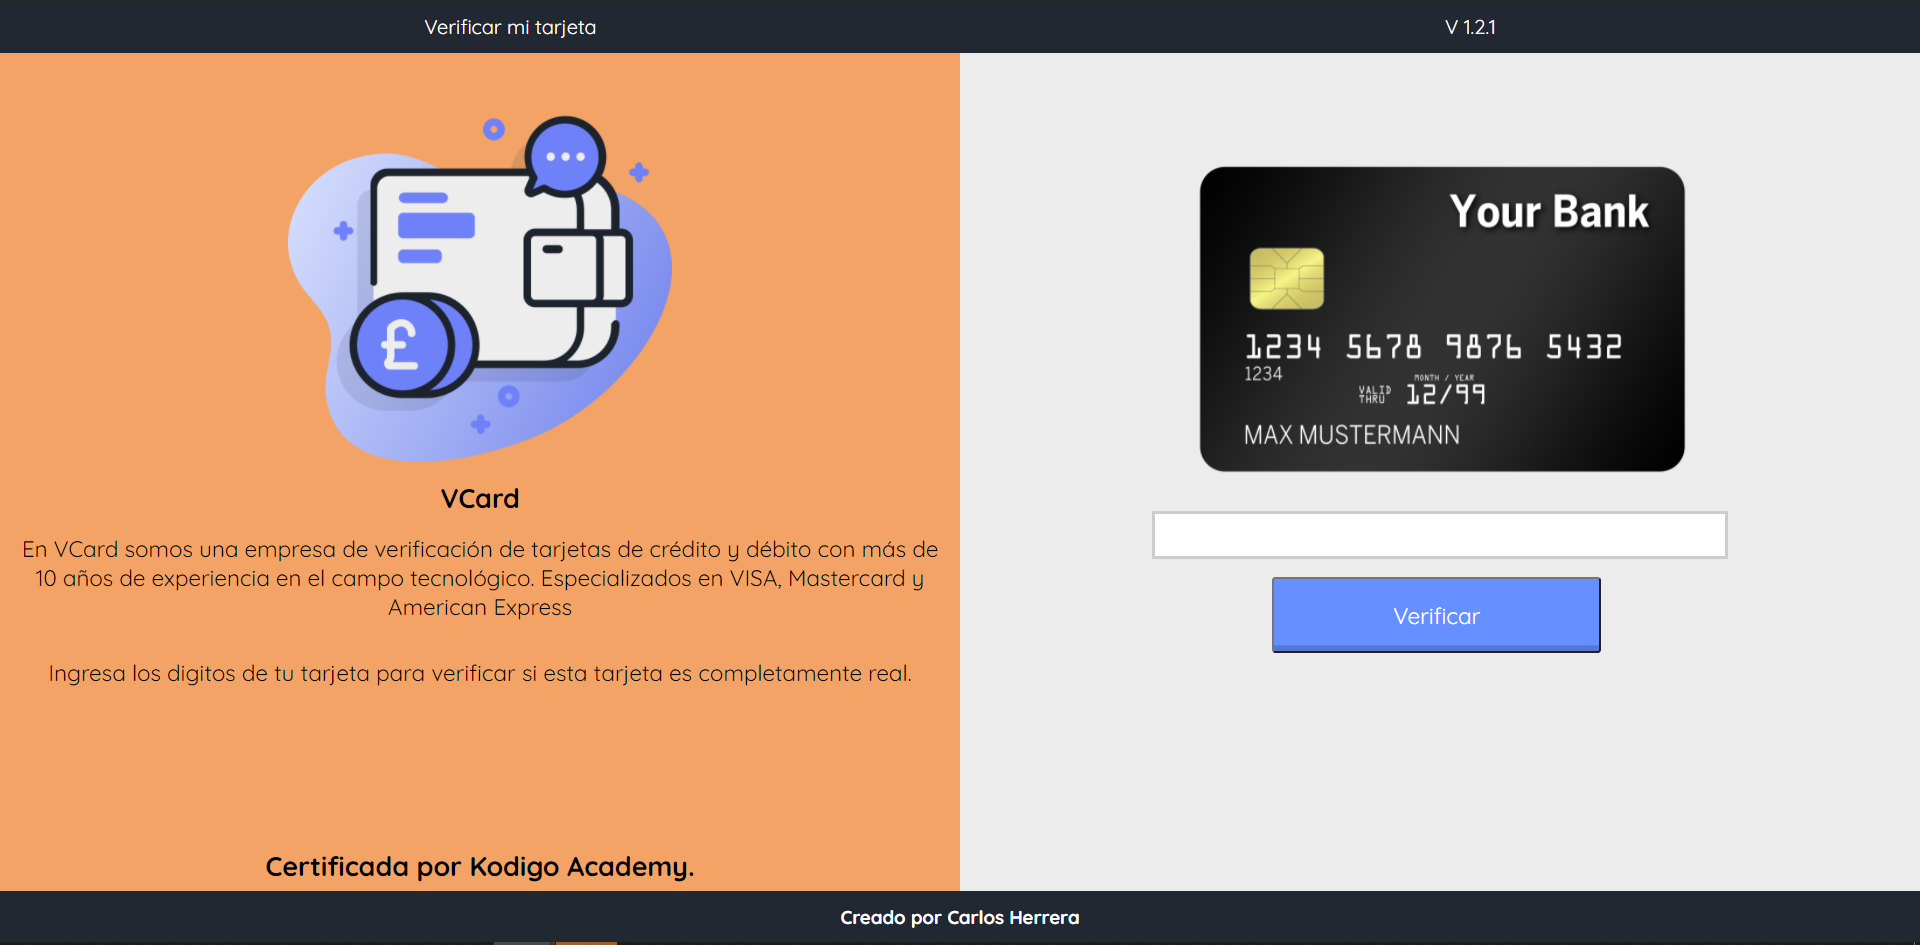 Verificar mi tarjeta
V 1.2.1
£
VCard
En VCard somos una empresa de verificación de tarjetas de crédito y débito con más de
10 años de experiencia en el campo tecnológico. Especializados en VISA, Mastercard y
American Express
Ingresa los digitos de tu tarjeta para verificar si esta tarjeta es completamente real.
Certificada por Kodigo Academy.
Your Bank
1234 5678 9876 5432
1234
MONTH / YEAR
VALID
THRU
12/99
MAX MUSTERMANN
Verificar
Creado por Carlos Herrera